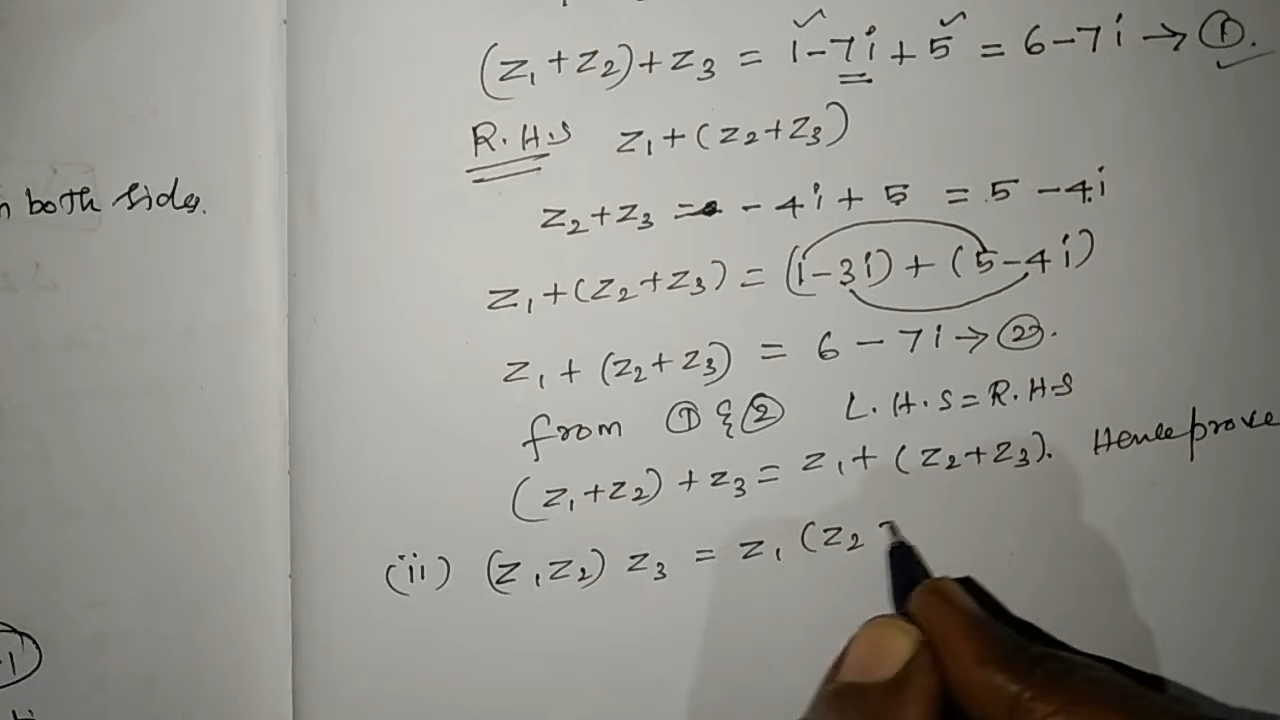 (z₁+z₂)+z₃ = 1-7i+5 = 6-7i → ①.
R.H.S z₁+(z₂+z₃)
n both sides.
z₂+z₃ = -4i+5 = 5-4i
z₁+(z₂+z₃) = (1-3i)+(5-4i)
z₁+(z₂+z₃) = 6-7i → ②.
from ① & ② L.H.S=R.H.S
(z₁+z₂)+z₃ = z₁+(z₂+z₃). Hence prove
(ii) (z₁z₂) z₃ = z₁ (z₂